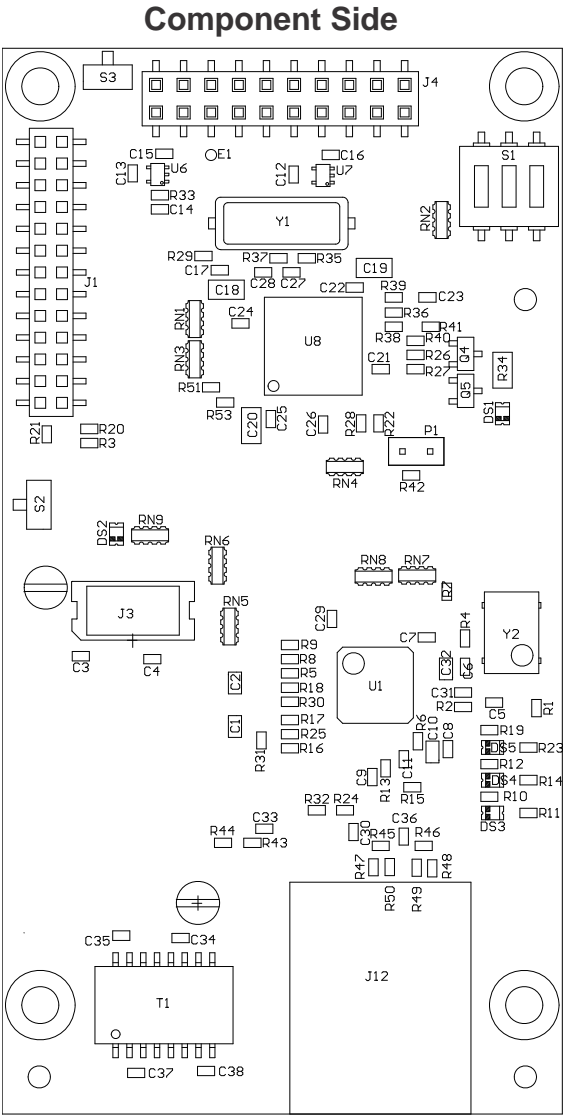 Component Side
S3
J4
C15
U6
E1
C16
U7
S1
C13
C12
R33
C14
RN2
Y1
J1
R29
R37
R35
C17
C28
C27
C19
C18
C22
R39
C23
RN1
C24
R36
U8
R38
R41
R40
Q4
RN3
C21
R26
R34
R27
R51
Q5
R53
C20
C25
C26
R28
R22
DS1
P1
R21
R20
R3
RN4
R42
S2
DS2
RN9
RN6
RN8
RN7
RN5
R7
J3
C29
C7
R4
Y2
C3
C4
R9
R8
R5
R18
R30
C2
U1
C32
C6
C31
R2
C5
R1
C1
R17
R25
R16
R31
R6
C10
C8
R19
DS5
R23
R12
C9
R13
C11
R15
DS4
R14
R10
R32
R24
DS3
R11
C33
C30
C36
R44
R43
R45
R46
R47
R50
R49
R48
C35
C34
T1
J12
C37
C38